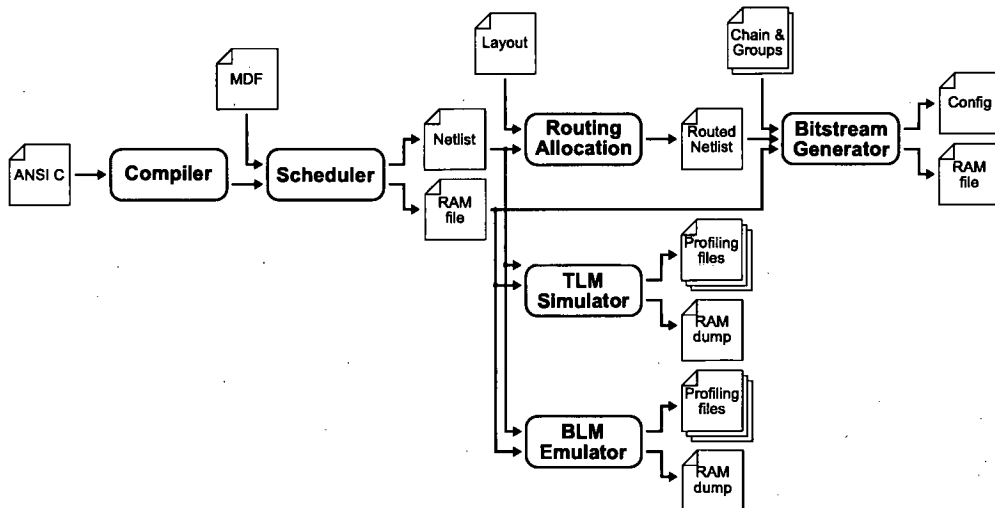 Layout
Chain &
Groups
MDF
Config
Netlist
Routing
Allocation
Routed
Netlist
Bitstream
Generator
ANSI C
Compiler
Scheduler
RAM
file
RAM
file
Profiling
files
TLM
Simulator
RAM
dump
Profiling
files
BLM
Emulator
RAM
dump